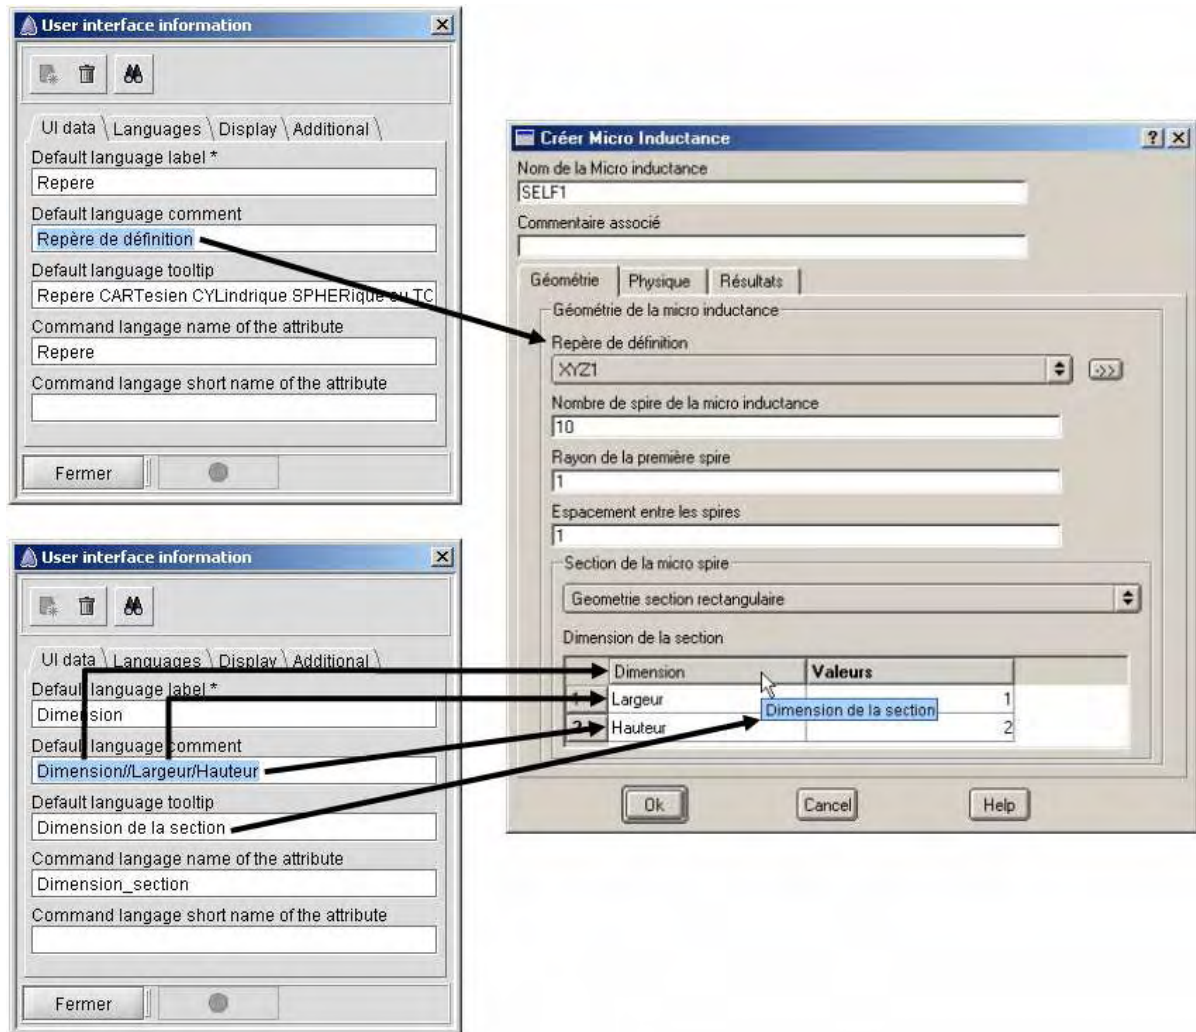 User interface information
UI data Languages Display Additional
Default language label *
Repere
Default language comment
Repère de définition
Default language tooltip
Repere CARTesien CYLindrique SPHERique ou TC
Command langage name of the attribute
Repere
Command langage short name of the attribute
Fermer
Créer Micro Inductance
Nom de la Micro inductance
SELF1
Commentaire associé
Géométrie Physique Résultats
Géométrie de la micro inductance
Repère de définition
XYZ1
Nombre de spire de la micro inductance
10
Rayon de la première spire
1
Espacement entre les spires
1
Section de la micro spire
Geometrie section rectangulaire
Dimension de la section
Dimension Valeurs
1 Largeur 1
Dimension de la section
2 Hauteur 2
Ok Cancel Help
User interface information
UI data Languages Display Additional
Default language label *
Dimension
Default language comment
Dimension//Largeur/Hauteur
Default language tooltip
Dimension de la section
Command langage name of the attribute
Dimension_section
Command langage short name of the attribute
Fermer